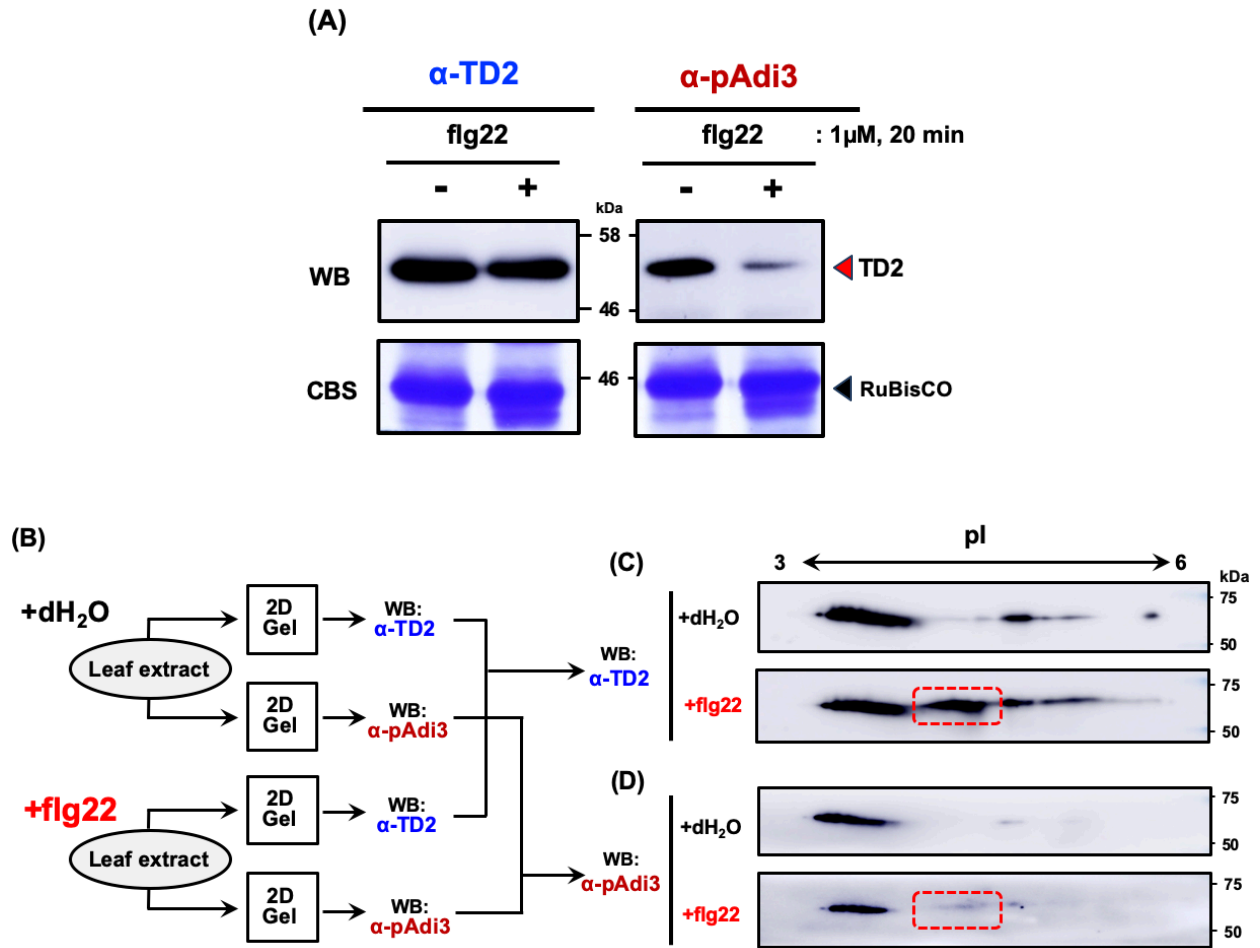 (A)
α-TD2
α-pAdi3
flg22
flg22
: 1µM, 20 min
- +
- +
kDa
WB
58
46
TD2
CBS
46
RuBisCO
(B)
+dH2O
Leaf extract
2D
Gel
WB:
α-TD2
2D
Gel
WB:
α-pAdi3
+flg22
Leaf extract
2D
Gel
WB:
α-TD2
2D
Gel
WB:
α-pAdi3
WB:
α-TD2
WB:
α-pAdi3
pI
(C)
3
6
kDa
+dH2O
75
50
+flg22
75
50
(D)
+dH2O
75
50
+flg22
75
50